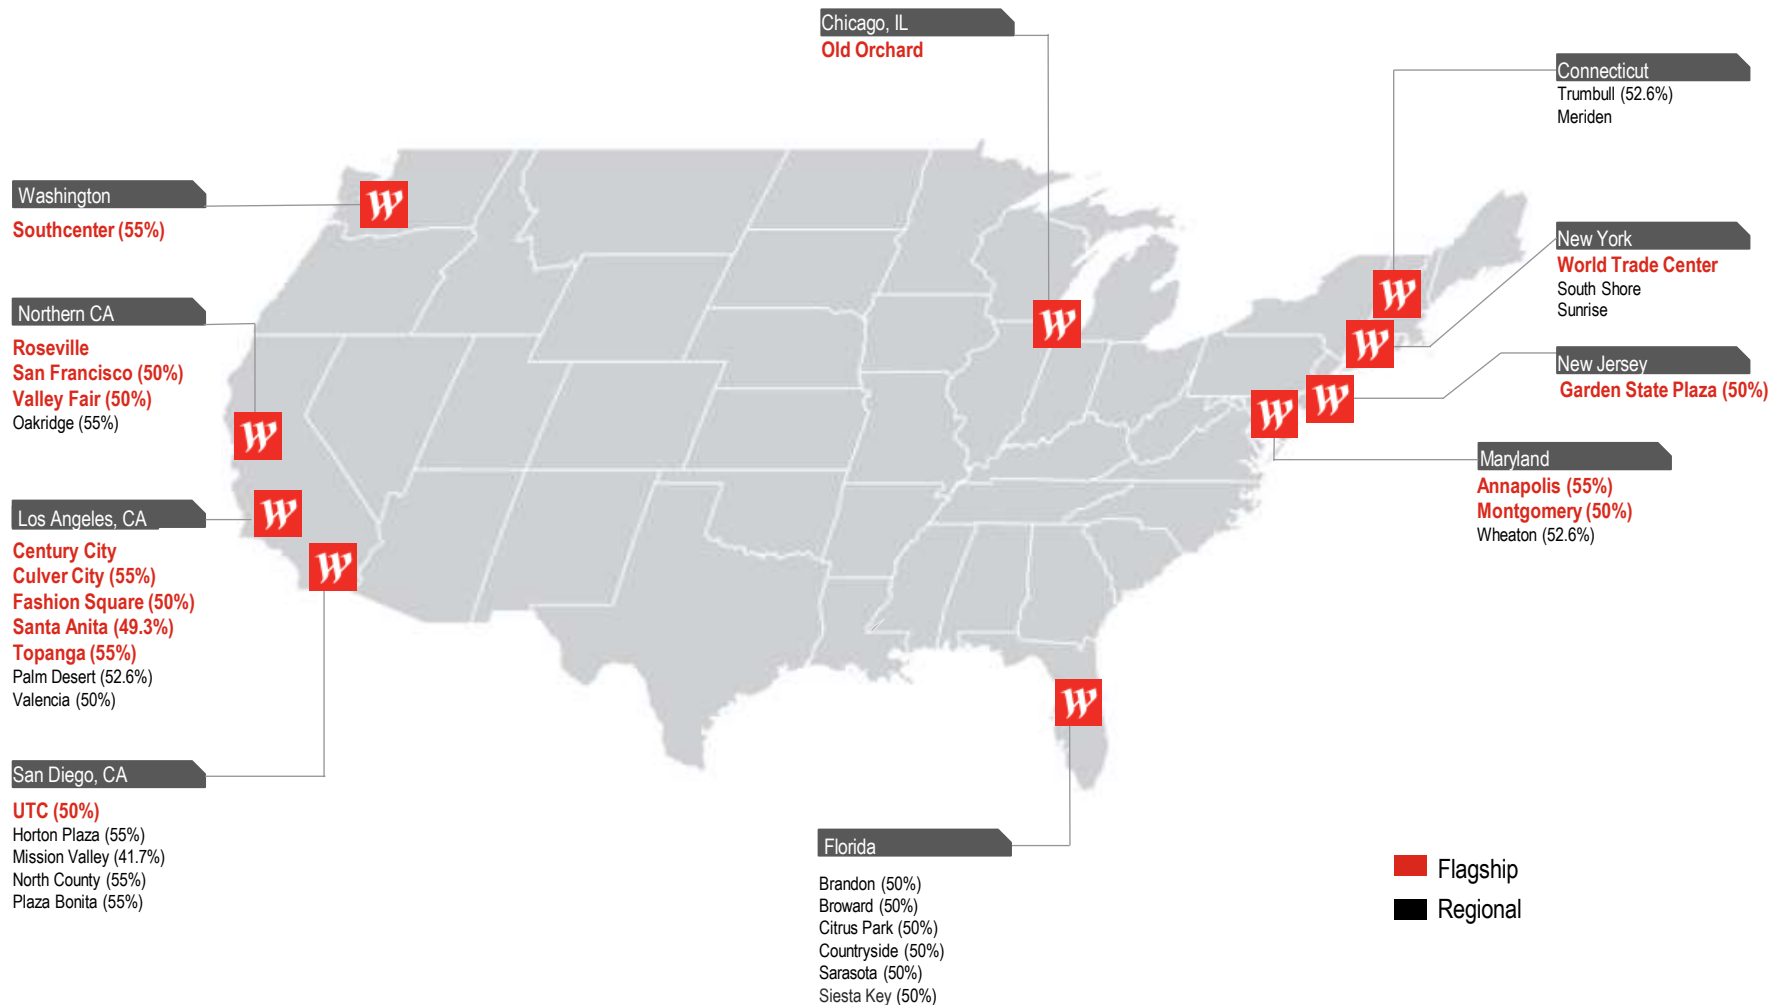 Chicago, IL
Old Orchard
Connecticut
Trumbull (52.6%)
Meriden
Washington
Southcenter (55%)
New York
World Trade Center
South Shore
Sunrise
Northern CA
Roseville
San Francisco (50%)
Valley Fair (50%)
Oakridge (55%)
New Jersey
Garden State Plaza (50%)
Maryland
Annapolis (55%)
Montgomery (50%)
Wheaton (52.6%)
Los Angeles, CA
Century City
Culver City (55%)
Fashion Square (50%)
Santa Anita (49.3%)
Topanga (55%)
Palm Desert (52.6%)
Valencia (50%)
San Diego, CA
UTC (50%)
Horton Plaza (55%)
Mission Valley (41.7%)
North County (55%)
Plaza Bonita (55%)
Florida
Brandon (50%)
Broward (50%)
Citrus Park (50%)
Countryside (50%)
Sarasota (50%)
Siesta Key (50%)
Flagship
Regional
W
W
W
W
W
W
W
W
W
W